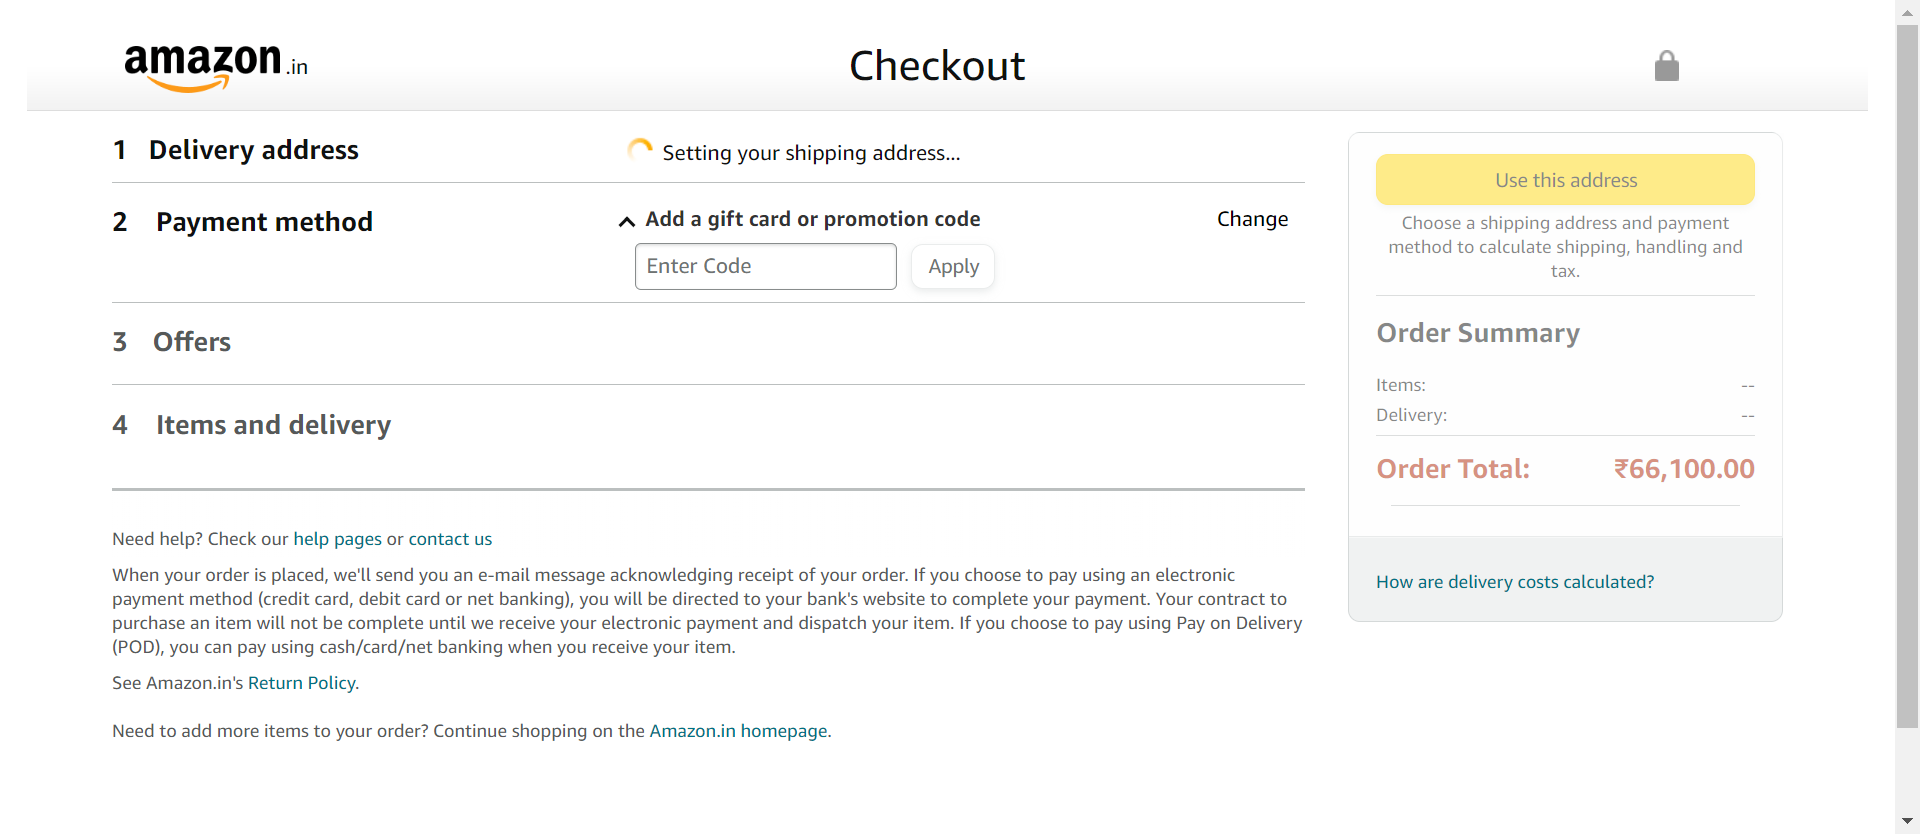 amazon.in
Checkout
1 Delivery address
Setting your shipping address...
2 Payment method
Add a gift card or promotion code
Change
Enter Code
Apply
3 Offers
4 Items and delivery
Need help? Check our help pages or contact us
When your order is placed, we'll send you an e-mail message acknowledging receipt of your order. If you choose to pay using an electronic
payment method (credit card, debit card or net banking), you will be directed to your bank's website to complete your payment. Your contract to
purchase an item will not be complete until we receive your electronic payment and dispatch your item. If you choose to pay using Pay on Delivery
(POD), you can pay using cash/card/net banking when you receive your item.
See Amazon.in's Return Policy.
Need to add more items to your order? Continue shopping on the Amazon.in homepage.
Use this address
Choose a shipping address and payment
method to calculate shipping, handling and
tax.
Order Summary
Items: --
Delivery: --
Order Total: ₹66,100.00
How are delivery costs calculated?